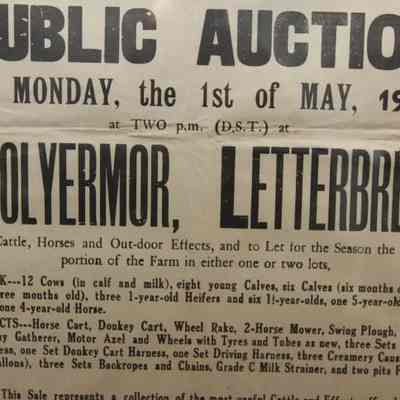 PUBLIC AUCTIO
MONDAY, the 1st of MAY, 19
at TWO p.m. (D.S.T.) at
OLYERMOR, LETTERBRE
Cattle, Horses and Out-door Effects, and to Let for the Season the
portion of the Farm in either one or two lots,
K—12 Cows (in calf and milk), eight young Calves, six Calves (six months o
ree months old), three 1-year-old Heifers and six 1½-year-olds, one 5-year-ol
one 4-year-old Horse.
CTS—Horse Cart, Donkey Cart, Wheel Rake, 2-Horse Mower, Swing Plough,
ay Gatherer, Motor Axel and Wheels with Tyres and Tubes as new, three Sets
ess, one Set Donkey Cart Harness, one Set Driving Harness, three Creamery Cans
allons), three Sets Backropes and Chains, Grade C Milk Strainer, and two pits F
This Sale represents a collection of the most useful Cattle and Effects